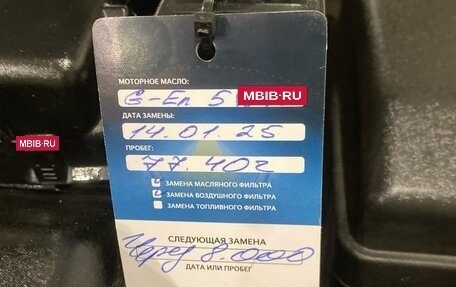 МОТОРНОЕ МАСЛО:
G-En 5
MBIB·RU
ДАТА ЗАМЕНЫ:
14.01.25
MBIB·RU
ПРОБЕГ:
77.402
ЗАМЕНА МАСЛЯНОГО ФИЛЬТРА
ЗАМЕНА ВОЗДУШНОГО ФИЛЬТРА
ЗАМЕНА ТОПЛИВНОГО ФИЛЬТРА
СЛЕДУЮЩАЯ ЗАМЕНА
Через 8.000
ДАТА ИЛИ ПРОБЕГ